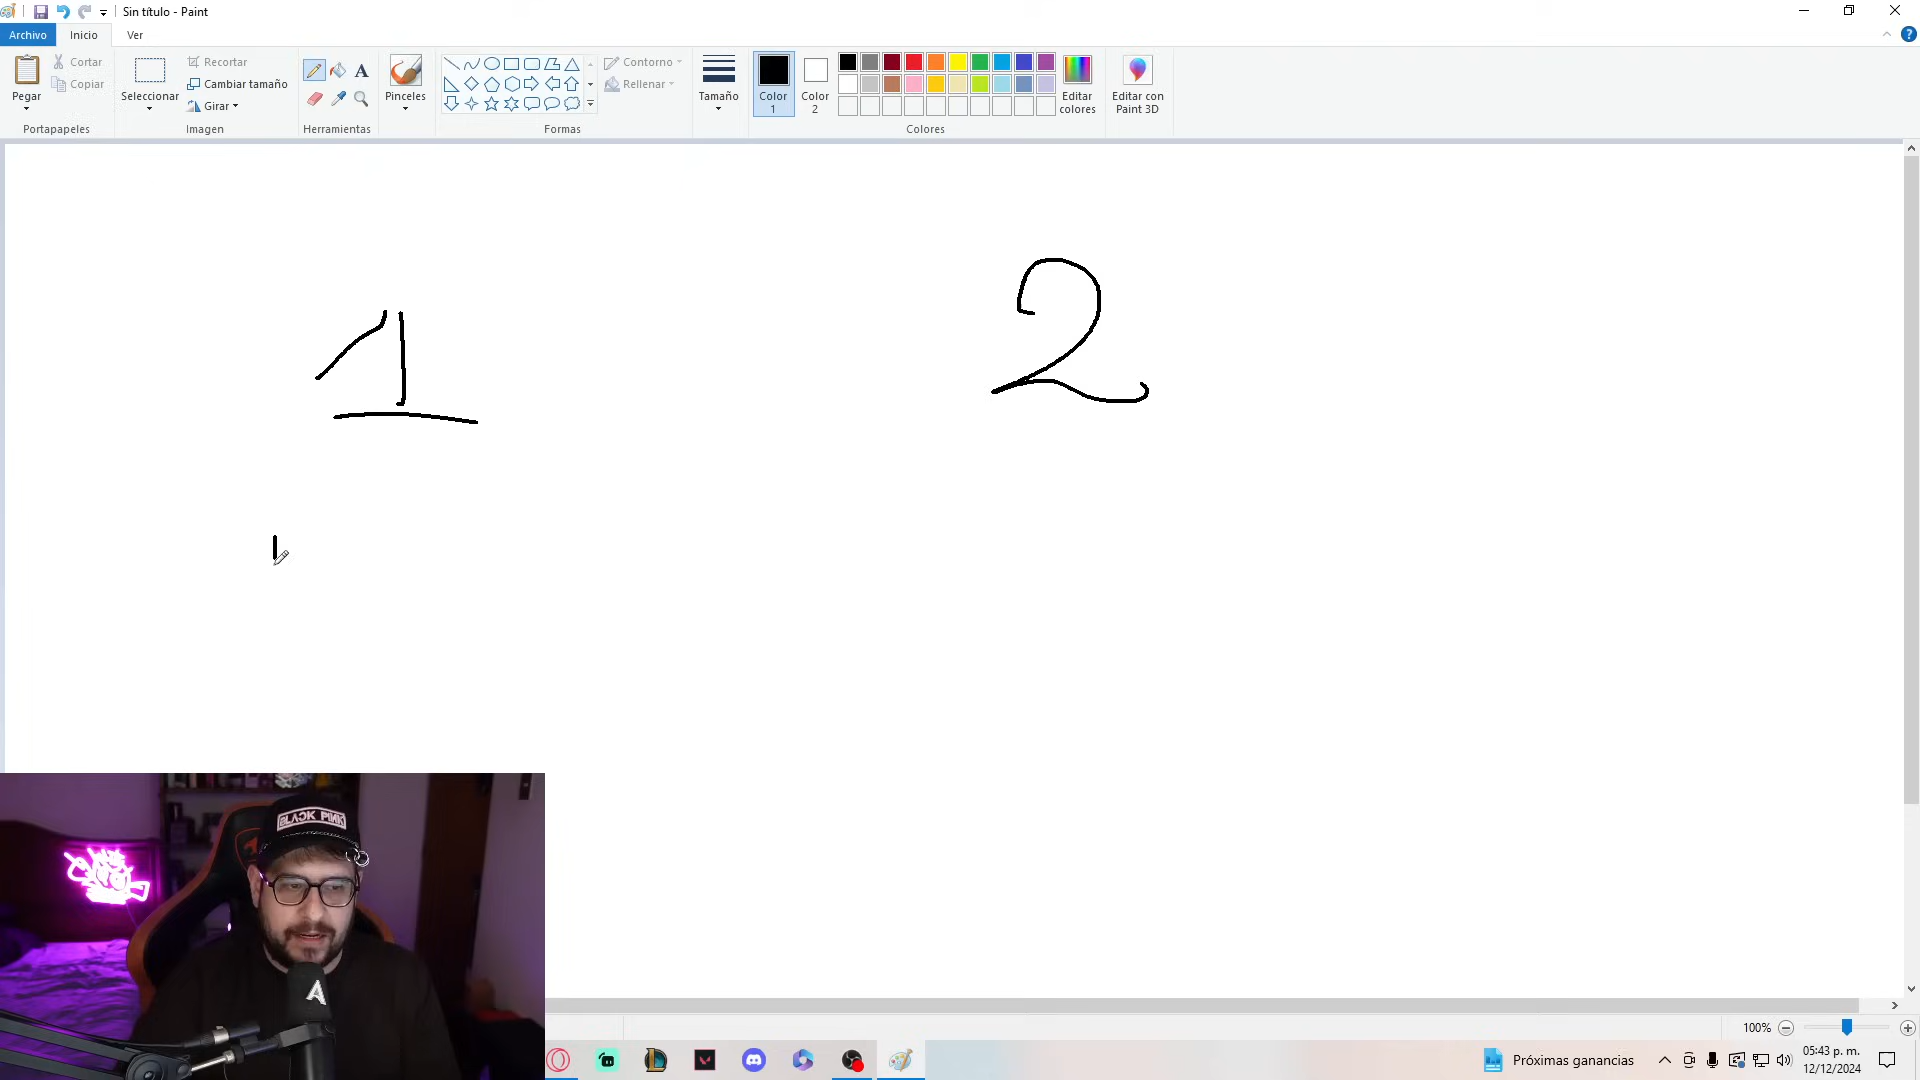 Sin título - Paint
Archivo Inicio Ver
Pegar Cortar Copiar
Portapapeles
Seleccionar Recortar Cambiar tamaño Girar
Imagen
A
Herramientas
Pinceles
Formas
Contorno
Rellenar
Tamaño
Color 1
Color 2
Colores
Editar colores
Editar con Paint 3D
1 2
BLACK PINK
A
100%
Próximas ganancias
05:43 p. m.
12/12/2024